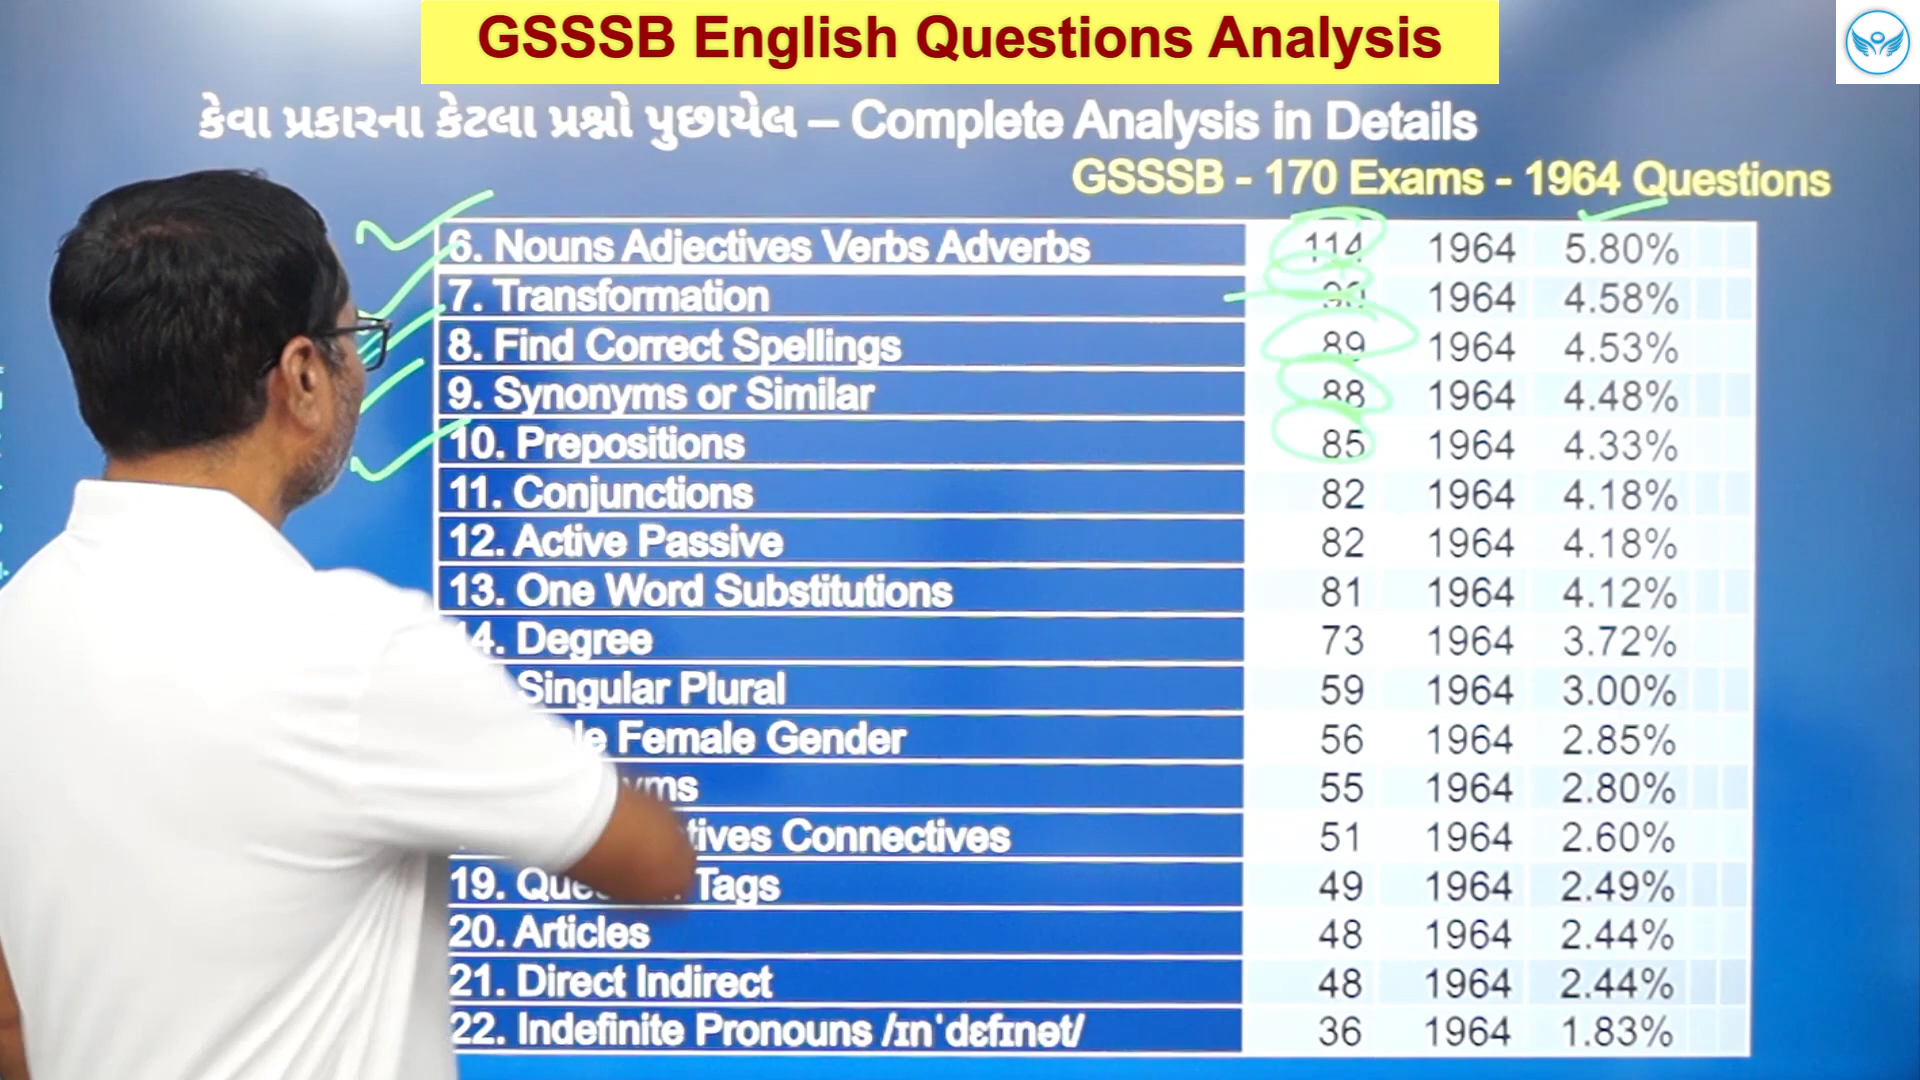 GSSSB English Questions Analysis
કેવા પ્રકારના કેટલા પ્રશ્નો પુછાયેલ – Complete Analysis in Details
GSSSB - 170 Exams - 1964 Questions
6. Nouns Adjectives Verbs Adverbs 114 1964 5.80%
7. Transformation 90 1964 4.58%
8. Find Correct Spellings 89 1964 4.53%
9. Synonyms or Similar 88 1964 4.48%
10. Prepositions 85 1964 4.33%
11. Conjunctions 82 1964 4.18%
12. Active Passive 82 1964 4.18%
13. One Word Substitutions 81 1964 4.12%
14. Degree 73 1964 3.72%
Singular Plural 59 1964 3.00%
Female Gender 56 1964 2.85%
55 1964 2.80%
Connectives 51 1964 2.60%
19. Question Tags 49 1964 2.49%
20. Articles 48 1964 2.44%
21. Direct Indirect 48 1964 2.44%
22. Indefinite Pronouns /ɪnˈdɛfɪnət/ 36 1964 1.83%